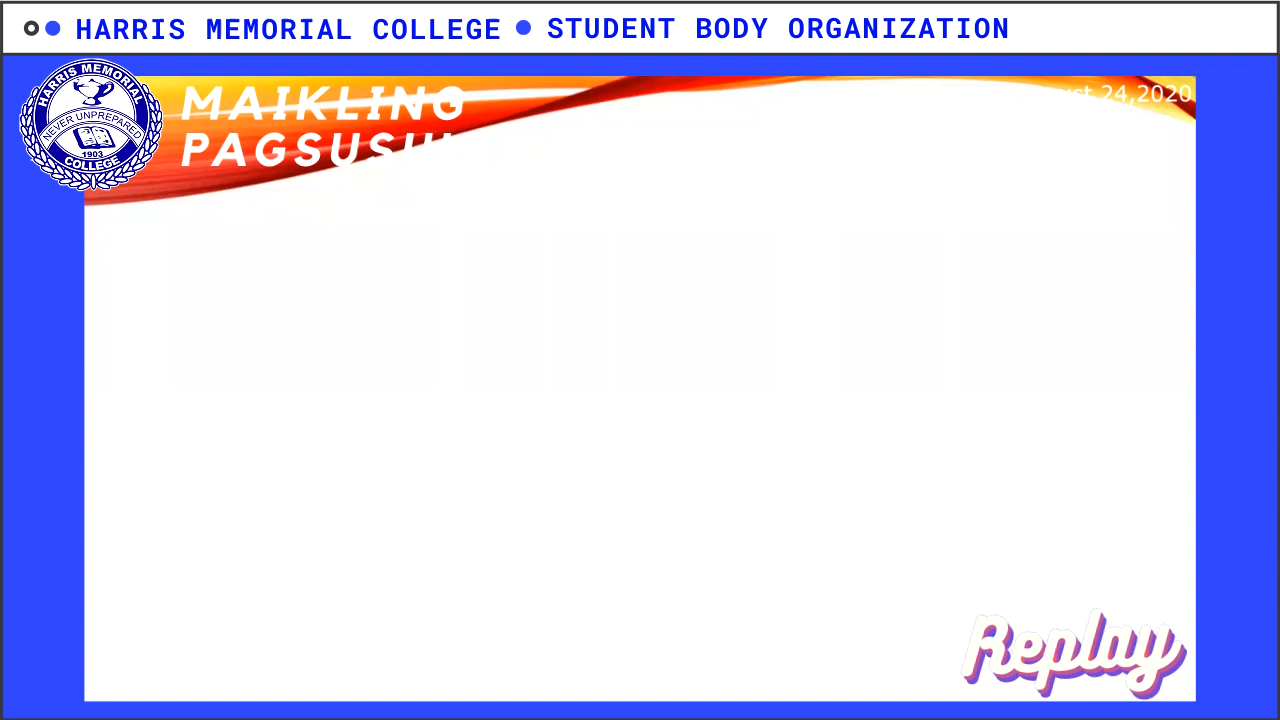 HARRIS MEMORIAL COLLEGE STUDENT BODY ORGANIZATION
HARRIS MEMORIAL
NEVER UNPREPARED
1903
COLLEGE
MAIKLING
24,2020
Replay